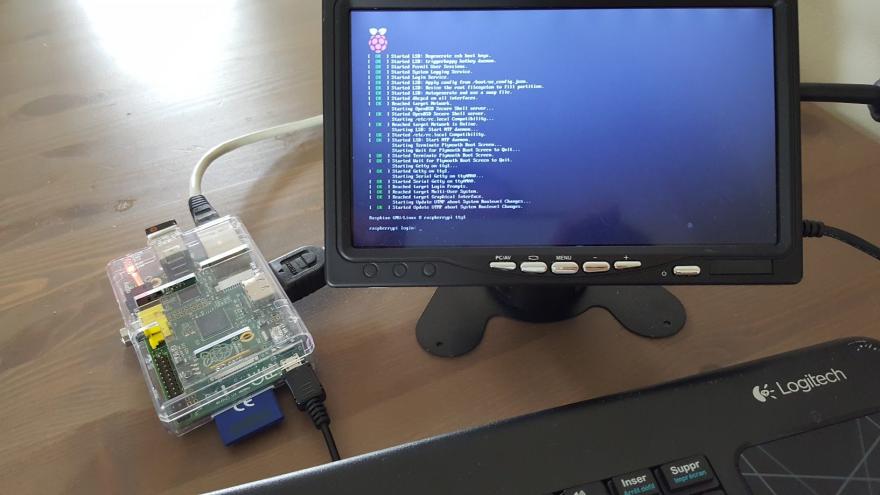 [ OK ] Started LSB: Regenerate ssh host keys.
[ OK ] Started LSB: triggerhappy hotkey daemon.
[ OK ] Started Permit User Sessions.
[ OK ] Started System Logging Service.
[ OK ] Started Login Service.
[ OK ] Started LSB: Apply config from /boot/oc_config.json.
[ OK ] Started LSB: Resize the root filesystem to fill partition.
[ OK ] Started LSB: Autogenerate and use a swap file.
[ OK ] Started dhcpcd on all interfaces.
[ OK ] Reached target Network.
Starting OpenBSD Secure Shell server...
[ OK ] Started OpenBSD Secure Shell server.
Starting /etc/rc.local Compatibility...
[ OK ] Reached target Network is Online.
Starting LSB: Start NTP daemon...
[ OK ] Started /etc/rc.local Compatibility.
[ OK ] Started LSB: Start NTP daemon.
Starting Terminate Plymouth Boot Screen...
Starting Wait for Plymouth Boot Screen to Quit...
[ OK ] Started Terminate Plymouth Boot Screen.
[ OK ] Started Wait for Plymouth Boot Screen to Quit.
Starting Getty on tty1...
[ OK ] Started Getty on tty1.
Starting Serial Getty on ttyAMA0...
[ OK ] Started Serial Getty on ttyAMA0.
[ OK ] Reached target Login Prompts.
[ OK ] Reached target Multi-User System.
[ OK ] Reached target Graphical Interface.
Starting Update UTMP about System Runlevel Changes...
[ OK ] Started Update UTMP about System Runlevel Changes.
Raspbian GNU/Linux 8 raspberrypi tty1
raspberrypi login: _
PC/AV
MENU
-
+
CE
Logitech
Inser
Arrêt défil
Suppr
Impr écran